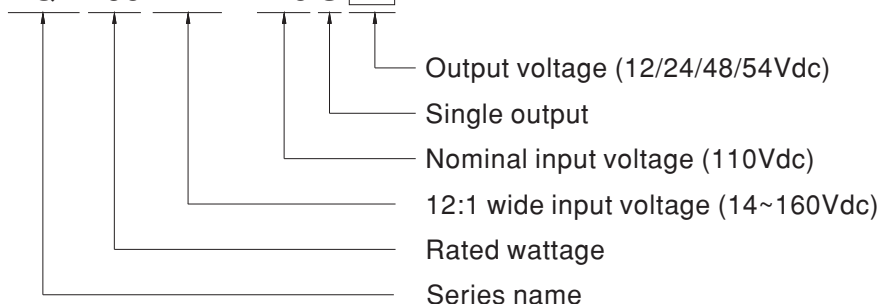 Output voltage (12/24/48/54Vdc)
Single output
Nominal input voltage (110Vdc)
12:1 wide input voltage (14~160Vdc)
Rated wattage
Series name